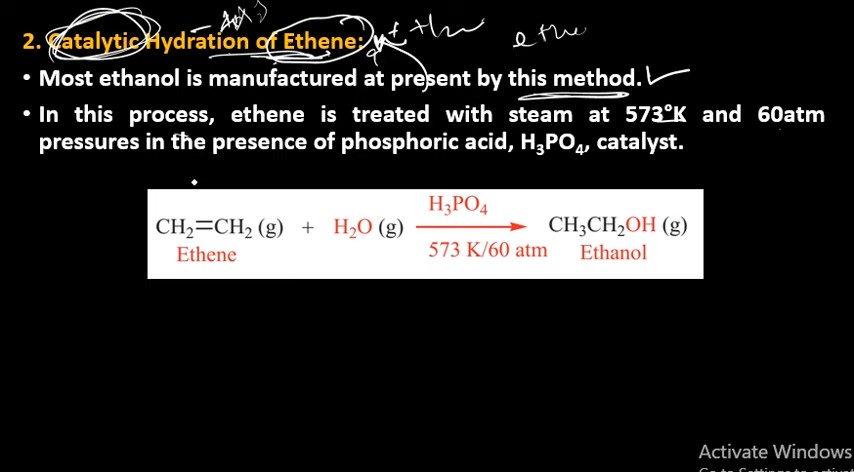 2. Catalytic Hydration of Ethene:
• Most ethanol is manufactured at present by this method.
• In this process, ethene is treated with steam at 573°K and 60atm
pressures in the presence of phosphoric acid, H₃PO₄, catalyst.
H₃PO₄
CH₂=CH₂ (g) + H₂O (g) → CH₃CH₂OH (g)
573 K/60 atm
Ethene Ethanol
Activate Windows